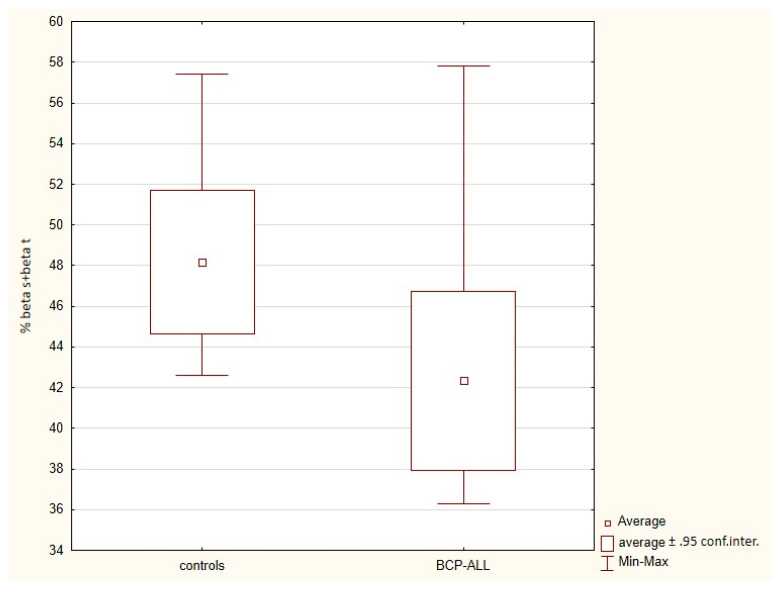 60
58
56
54
52
50
48
46
44
42
40
38
36
34
% beta s+beta t
controls
BCP-ALL
Average
average ± .95 conf.inter.
Min-Max